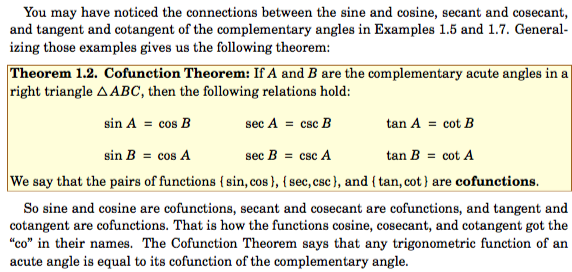 You may have noticed the connections between the sine and cosine, secant and cosecant,
and tangent and cotangent of the complementary angles in Examples 1.5 and 1.7. General-
izing those examples gives us the following theorem:
Theorem 1.2. Cofunction Theorem: If A and B are the complementary acute angles in a
right triangle △ABC, then the following relations hold:
sin A = cos B sec A = csc B tan A = cot B
sin B = cos A sec B = csc A tan B = cot A
We say that the pairs of functions {sin, cos}, {sec, csc}, and {tan, cot} are cofunctions.
So sine and cosine are cofunctions, secant and cosecant are cofunctions, and tangent and
cotangent are cofunctions. That is how the functions cosine, cosecant, and cotangent got the
“co” in their names. The Cofunction Theorem says that any trigonometric function of an
acute angle is equal to its cofunction of the complementary angle.